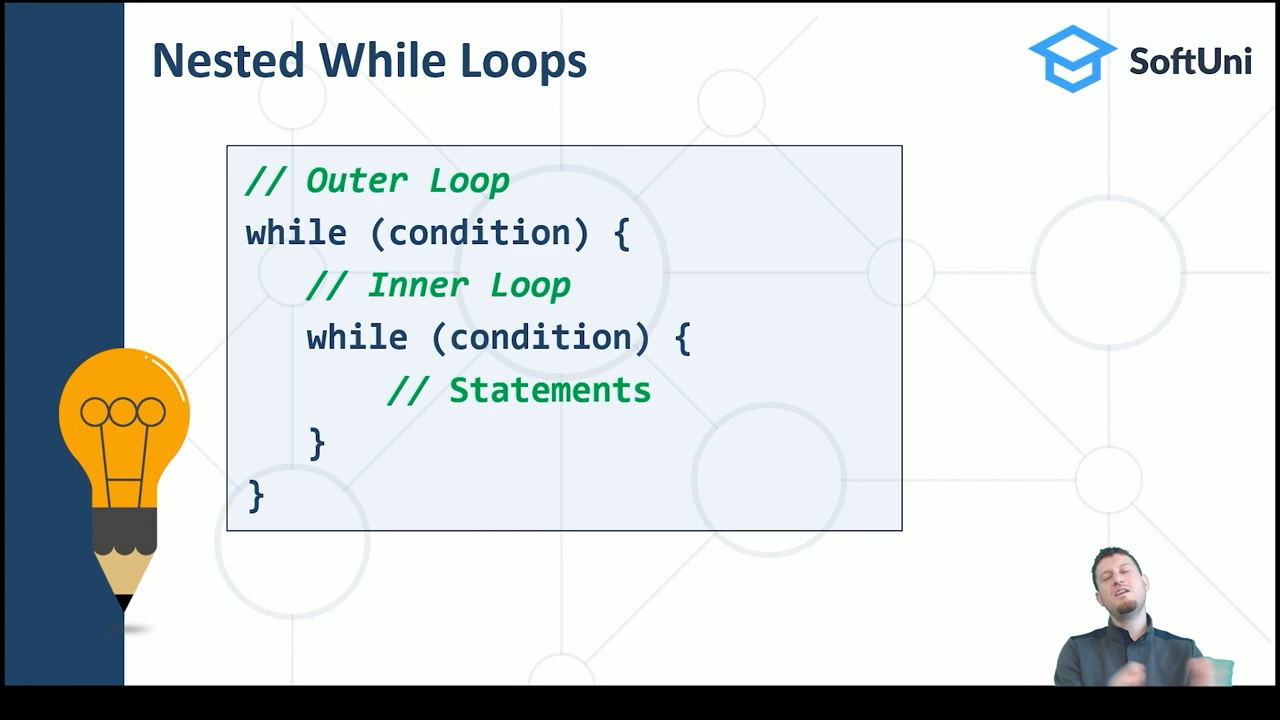 Nested While Loops
SoftUni
// Outer Loop
while (condition) {
// Inner Loop
while (condition) {
// Statements
}
}